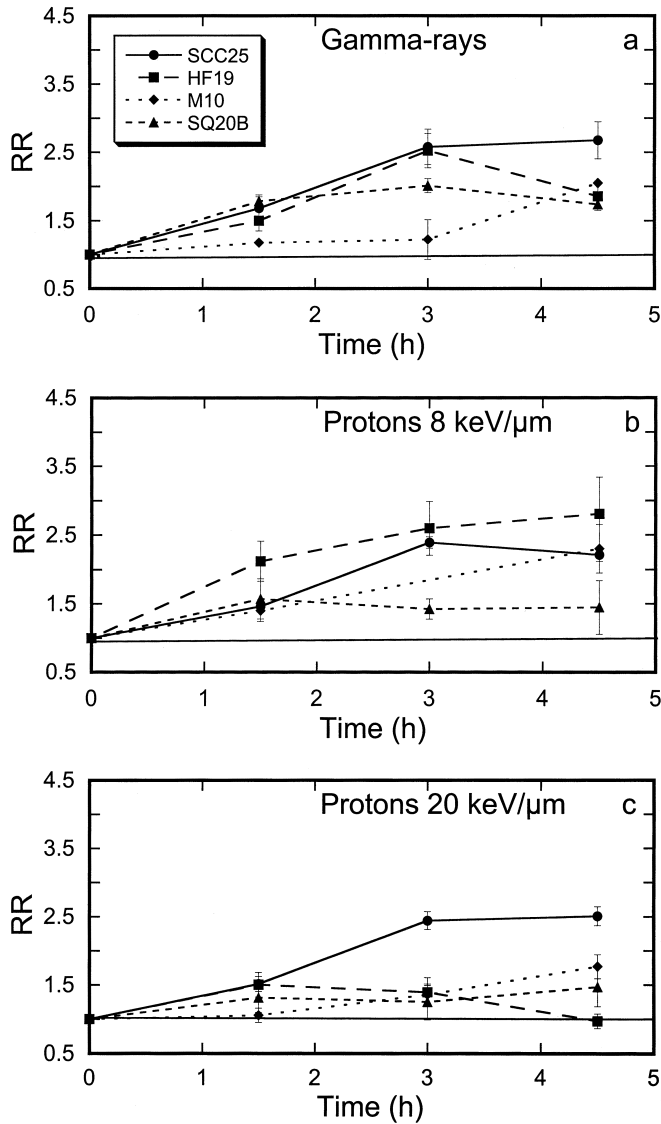 Gamma-rays a
SCC25
HF19
M10
SQ20B
4.5
3.5
2.5
1.5
0.5
RR
0 1 2 3 4 5
Time (h)
Protons 8 keV/µm b
4.5
3.5
2.5
1.5
0.5
RR
0 1 2 3 4 5
Time (h)
Protons 20 keV/µm c
4.5
3.5
2.5
1.5
0.5
RR
0 1 2 3 4 5
Time (h)